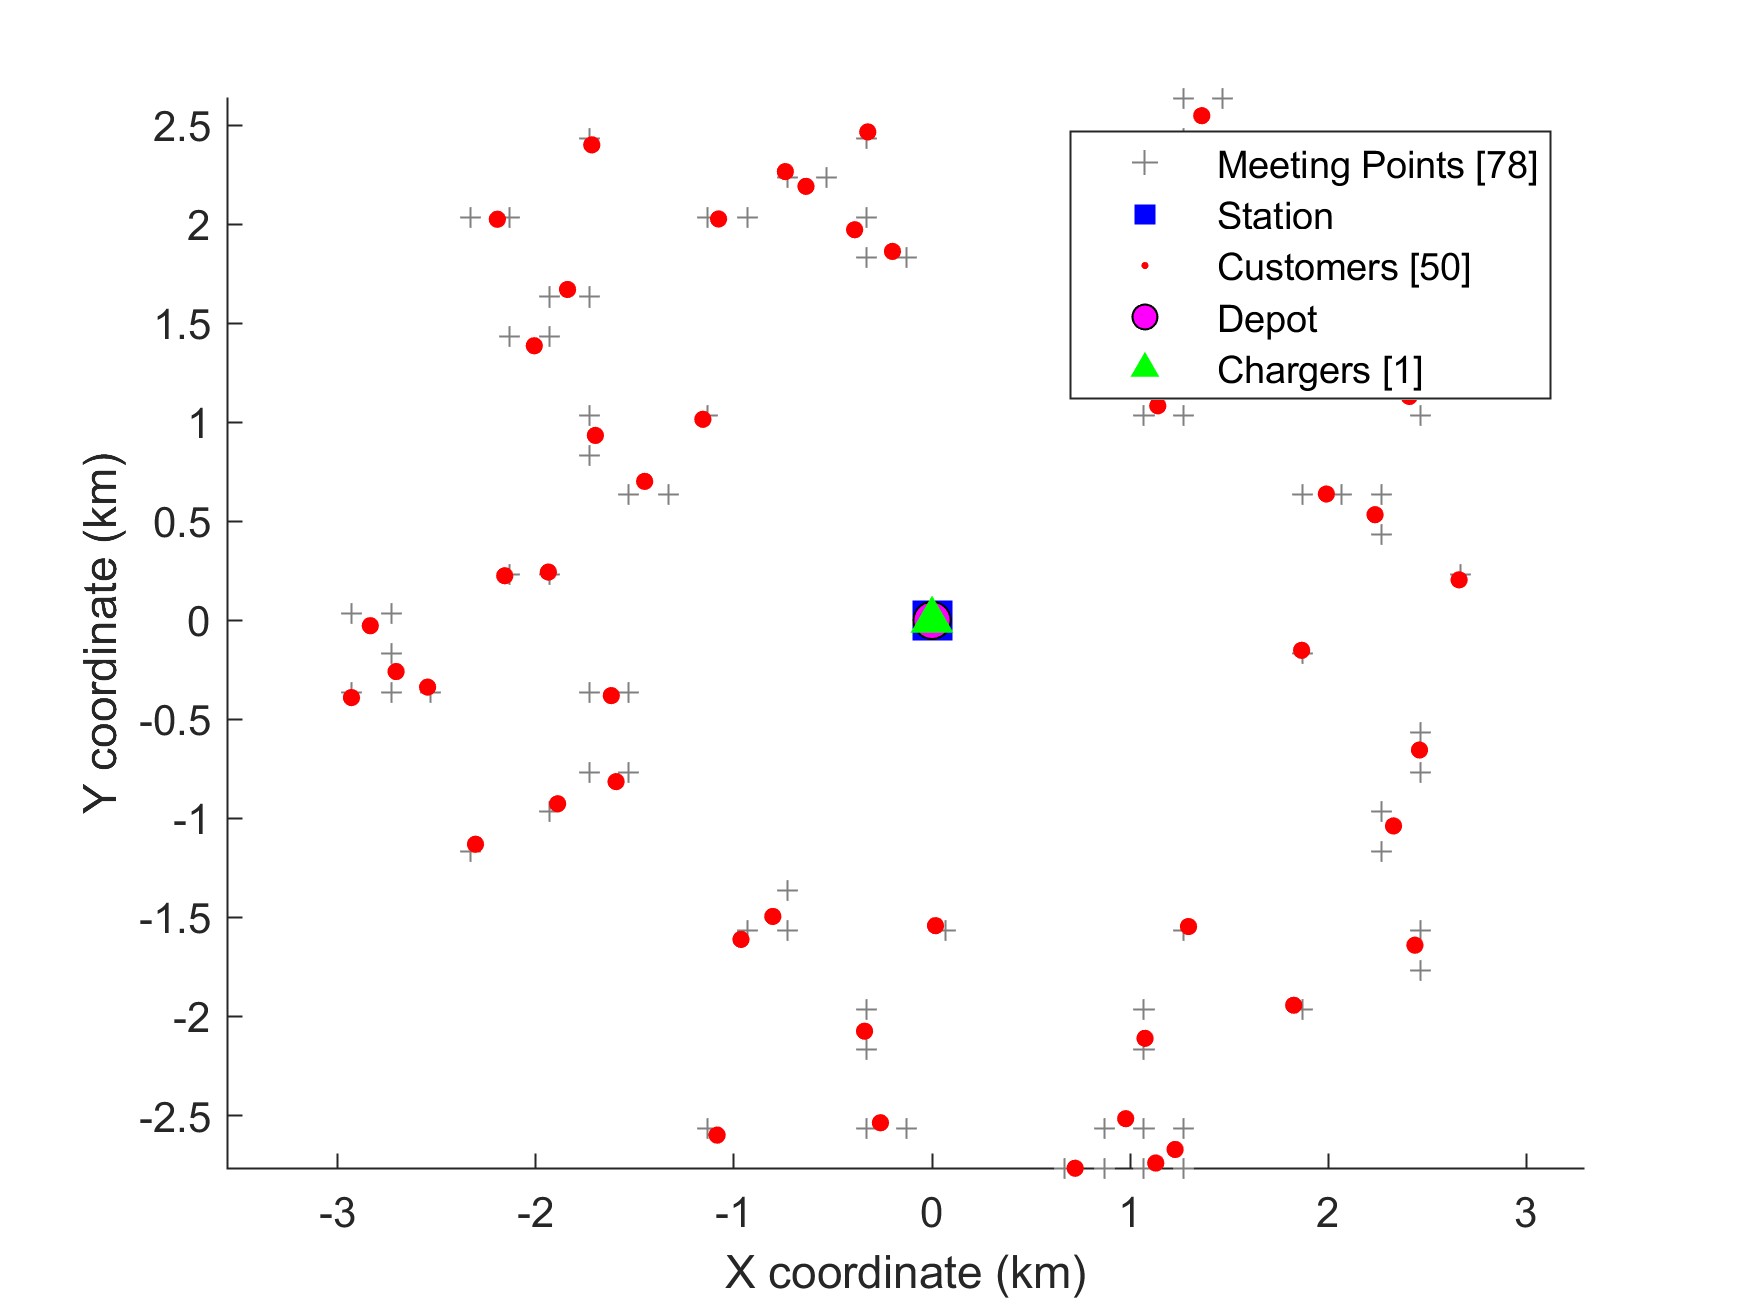 2.5
2
1.5
1
0.5
0
-0.5
-1
-1.5
-2
-2.5
Y coordinate (km)
Meeting Points [78]
Station
Customers [50]
Depot
Chargers [1]
-3 -2 -1 0 1 2 3
X coordinate (km)